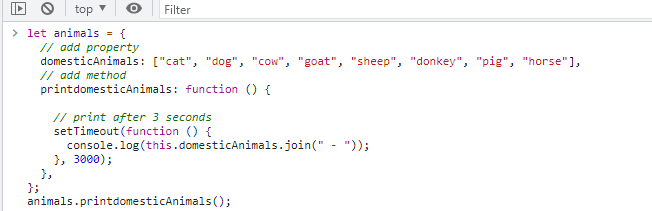 top ▼ Filter
> let animals = {
  // add property
  domesticAnimals: ["cat", "dog", "cow", "goat", "sheep", "donkey", "pig", "horse"],
  // add method
  printdomesticAnimals: function () {

    // print after 3 seconds
    setTimeout(function () {
      console.log(this.domesticAnimals.join(" - "));
    }, 3000);
  },
};
animals.printdomesticAnimals();